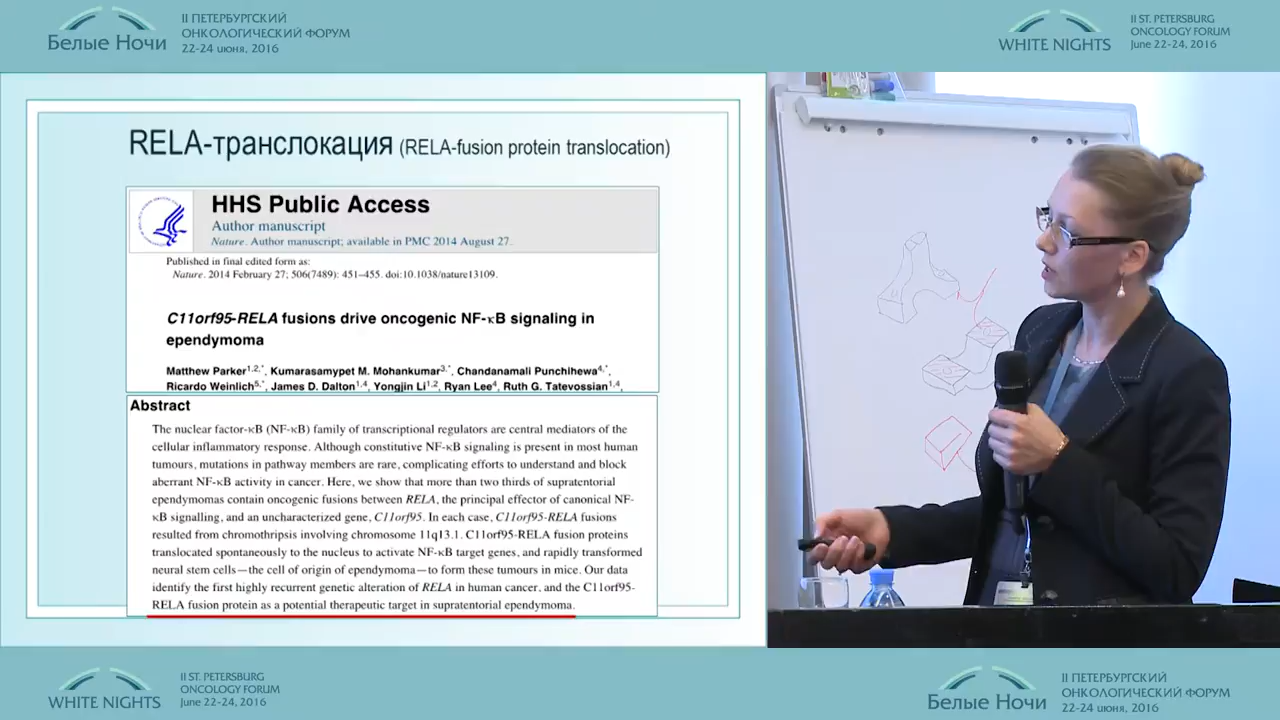 Белые Ночи
II ПЕТЕРБУРГСКИЙ
ОНКОЛОГИЧЕСКИЙ ФОРУМ
22-24 июня, 2016
WHITE NIGHTS
II ST. PETERSBURG
ONCOLOGY FORUM
June 22-24, 2016
RELA-транслокация (RELA-fusion protein translocation)
HHS Public Access
Author manuscript
Nature. Author manuscript; available in PMC 2014 August 27.
Published in final edited form as:
Nature. 2014 February 27; 506(7489): 451–455. doi:10.1038/nature13109.
C11orf95-RELA fusions drive oncogenic NF-κB signaling in
ependymoma
Matthew Parker1,2,*, Kumarasamypet M. Mohankumar3,*, Chandanamali Punchihewa4,*,
Ricardo Weinlich5,*, James D. Dalton1,4, Yongjin Li1,2, Ryan Lee4, Ruth G. Tatevossian1,4,
Abstract
The nuclear factor-κB (NF-κB) family of transcriptional regulators are central mediators of the
cellular inflammatory response. Although constitutive NF-κB signaling is present in most human
tumours, mutations in pathway members are rare, complicating efforts to understand and block
aberrant NF-κB activity in cancer. Here, we show that more than two thirds of supratentorial
ependymomas contain oncogenic fusions between RELA, the principal effector of canonical NF-
κB signalling, and an uncharacterized gene, C11orf95. In each case, C11orf95-RELA fusions
resulted from chromothripsis involving chromosome 11q13.1. C11orf95-RELA fusion proteins
translocated spontaneously to the nucleus to activate NF-κB target genes, and rapidly transformed
neural stem cells—the cell of origin of ependymoma—to form these tumours in mice. Our data
identify the first highly recurrent genetic alteration of RELA in human cancer, and the C11orf95-
RELA fusion protein as a potential therapeutic target in supratentorial ependymoma.
WHITE NIGHTS
II ST. PETERSBURG
ONCOLOGY FORUM
June 22-24, 2016
Белые Ночи
II ПЕТЕРБУРГСКИЙ
ОНКОЛОГИЧЕСКИЙ ФОРУМ
22-24 июня, 2016